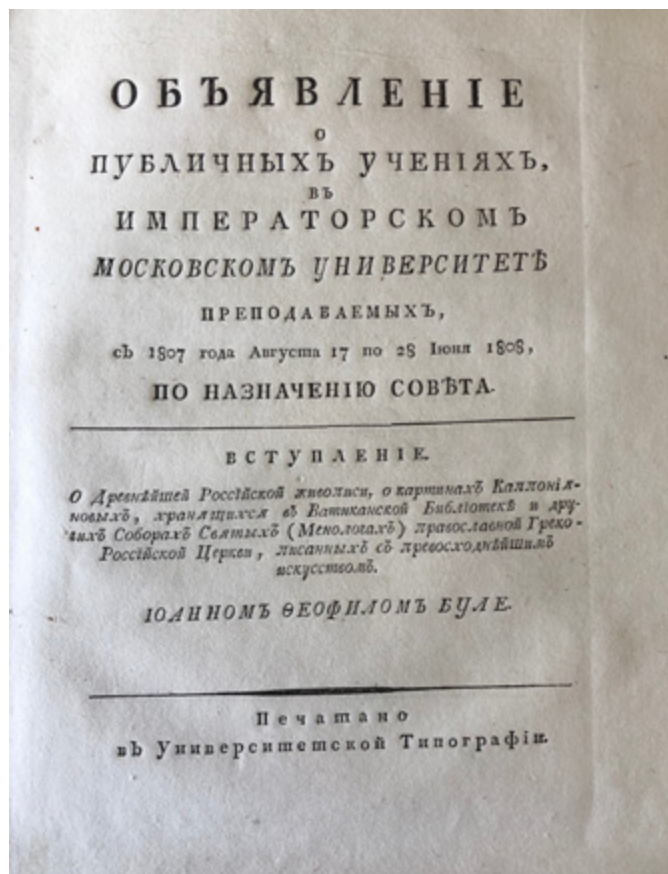 ОБЪЯВЛЕНІЕ
О
ПУБЛИЧНЫХЪ УЧЕНІЯХЪ,
ВЪ
ИМПЕРАТОРСКОМЪ
МОСКОВСКОМЪ УНИВЕРСИТЕТѢ
ПРЕПОДАВАЕМЫХЪ,
съ 1807 года Августа 17 по 28 Іюня 1808,
ПО НАЗНАЧЕНІЮ СОВѢТА.
ВСТУПЛЕНІЕ.
О Древнѣйшей Россійской живописи, о картинахъ Каллонія-
новыхъ, хранящихся въ Ватиканской Библіотекѣ и дру-
гихъ Соборахъ Святыхъ (Менологахъ) православной Греко-
Россійской Церкви, писанныхъ съ превосходнѣйшимъ
искусствомъ.
ІОАННОМЪ ѲЕОФИЛОМЪ БУЛЕ.
Печатано
въ Университетской Типографіи.